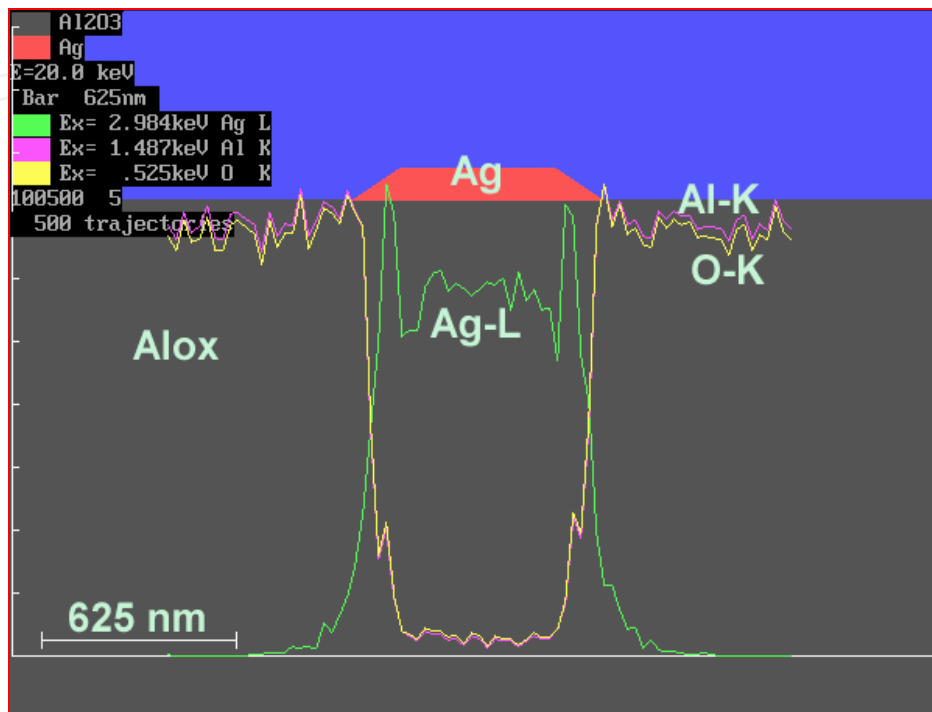 Al2O3
Ag
E=20.0 keV
Bar 625nm
Ex= 2.984keV Ag L
Ex= 1.487keV Al K
Ex= .525keV O K
100500 5
500 trajectories
Ag
Al-K
O-K
Ag-L
Alox
625 nm